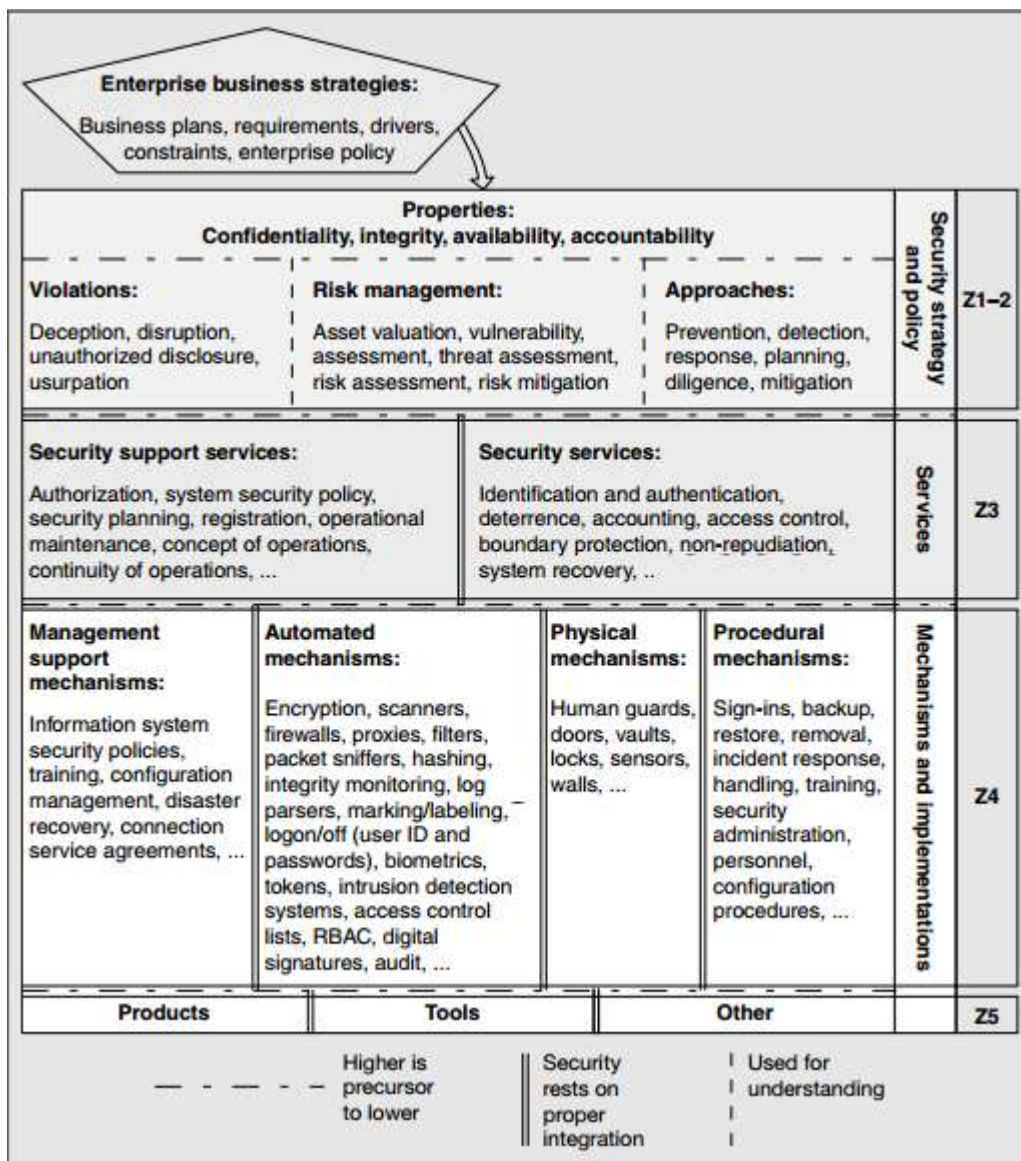 Enterprise business strategies:
Business plans, requirements, drivers,
constraints, enterprise policy
Properties:
Confidentiality, integrity, availability, accountability
Violations:
Deception, disruption,
unauthorized disclosure,
usurpation
Risk management:
Asset valuation, vulnerability,
assessment, threat assessment,
risk assessment, risk mitigation
Approaches:
Prevention, detection,
response, planning,
diligence, mitigation
Security strategy
and policy
Z1–2
Security support services:
Authorization, system security policy,
security planning, registration, operational
maintenance, concept of operations,
continuity of operations, ...
Security services:
Identification and authentication,
deterrence, accounting, access control,
boundary protection, non-repudiation,
system recovery, ..
Services
Z3
Management
support
mechanisms:
Information system
security policies,
training, configuration
management, disaster
recovery, connection
service agreements, ...
Automated
mechanisms:
Encryption, scanners,
firewalls, proxies, filters,
packet sniffers, hashing,
integrity monitoring, log
parsers, marking/labeling,
logon/off (user ID and
passwords), biometrics,
tokens, intrusion detection
systems, access control
lists, RBAC, digital
signatures, audit, ...
Physical
mechanisms:
Human guards,
doors, vaults,
locks, sensors,
walls, ...
Procedural
mechanisms:
Sign-ins, backup,
restore, removal,
incident response,
handling, training,
security
administration,
personnel,
configuration
procedures, ...
Mechanisms and implementations
Z4
Products
Tools
Other
Z5
Higher is
precursor
to lower
Security
rests on
proper
integration
Used for
understanding